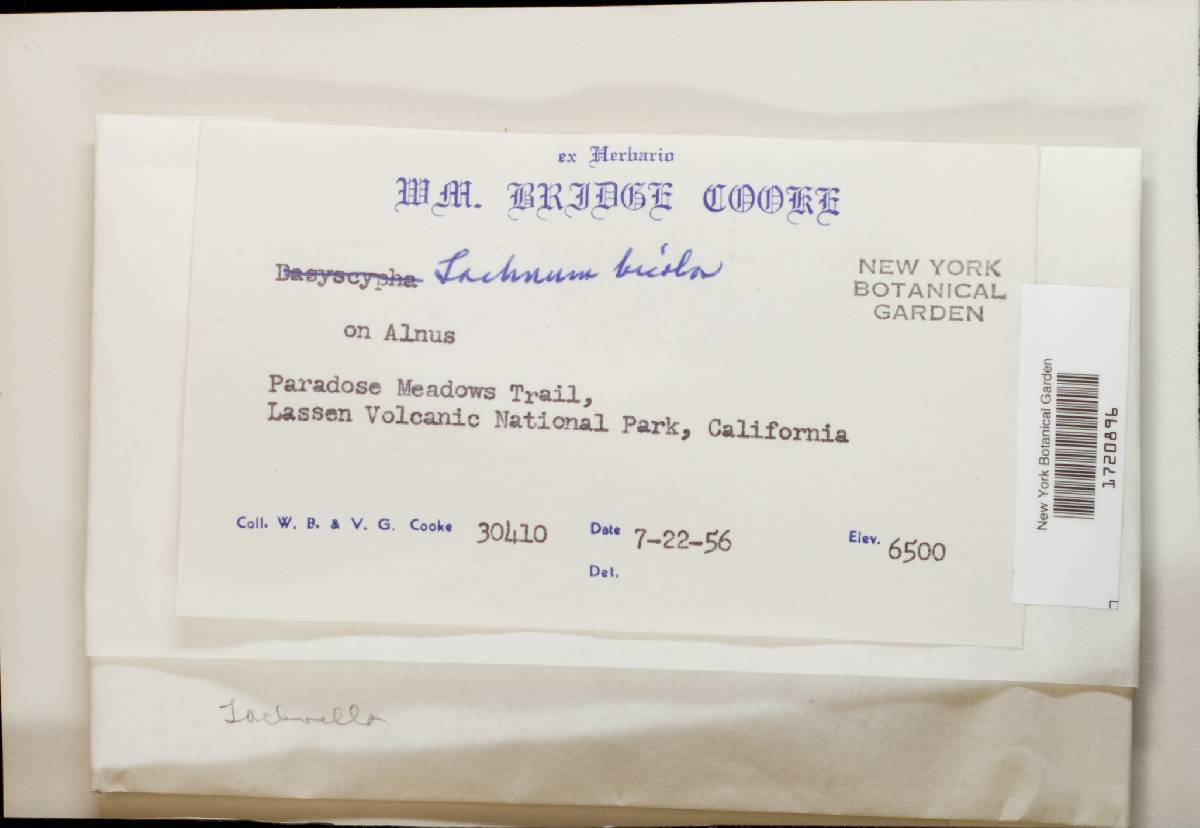 ex Herbario
WM. BRIDGE COOKE
Dasyscypha Lachnum bicolor
NEW YORK
BOTANICAL
GARDEN
on Alnus
Paradose Meadows Trail,
Lassen Volcanic National Park, California
Coll. W. B. & V. G. Cooke 30410 Date 7-22-56 Elev. 6500
Det.
New York Botanical Garden
1720896
Lachnella